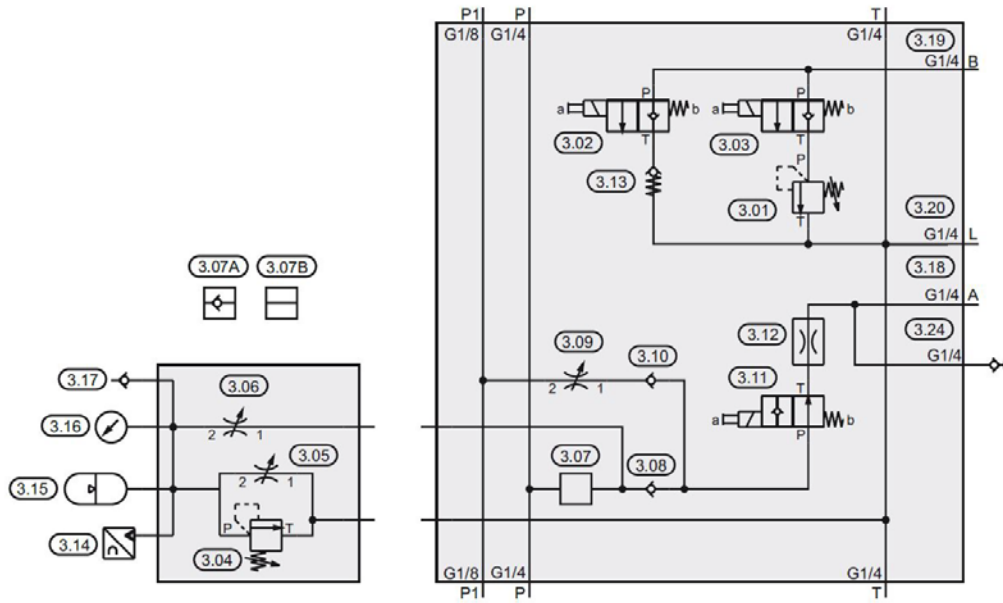 P1 P T
G1/8 G1/4 G1/4 3.19
G1/4 B
P P
a b a b
3.02 T 3.03 T
3.13 P
3.01 T 3.20
G1/4 L
3.07A 3.07B 3.18
G1/4 A
3.12 3.24
3.09 3.10 G1/4
3.17 3.06 2 1 3.11 T
3.16 2 1 a b
P
3.05 3.07 3.08
3.15 2 1
P T
3.14 3.04
G1/8 G1/4 G1/4
P1 P T